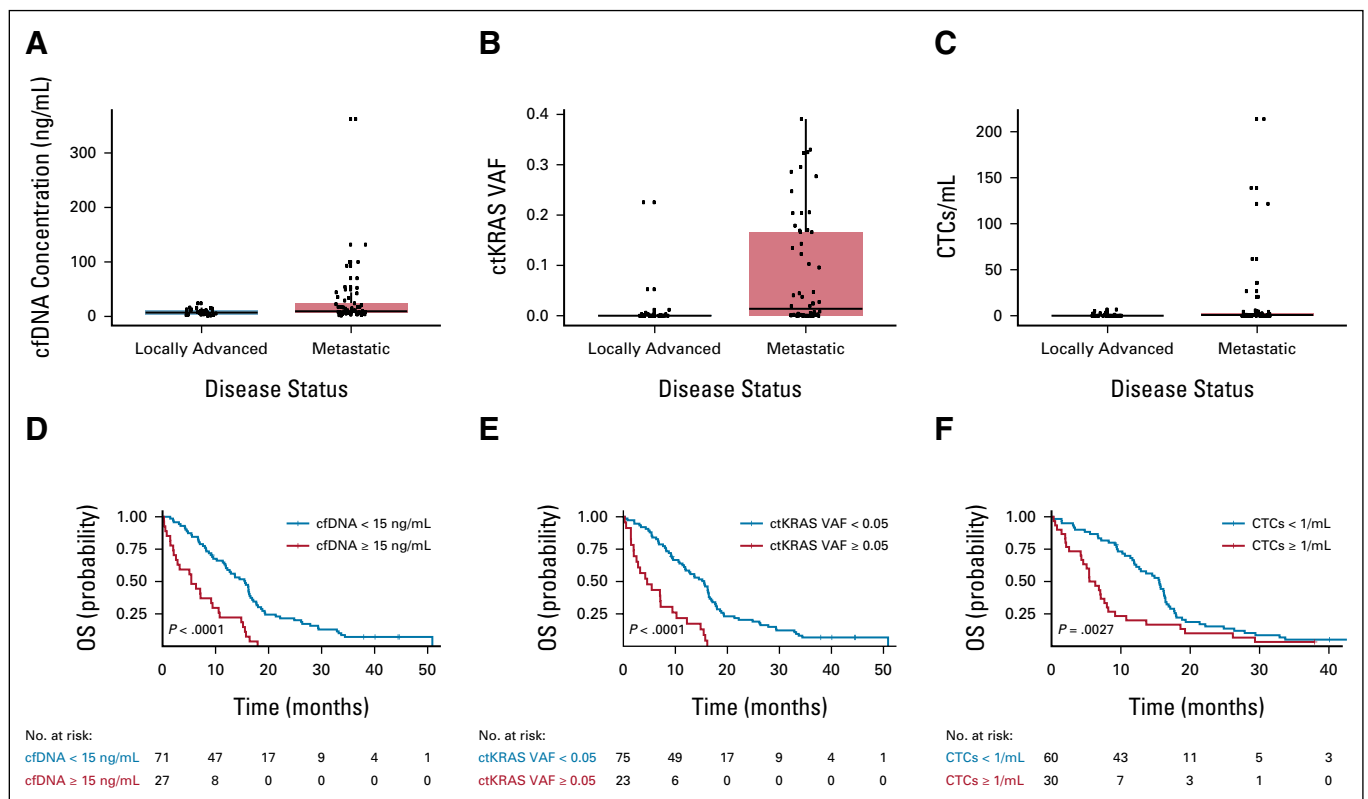 A
cfDNA Concentration (ng/mL)
300
200
100
0
Locally Advanced Metastatic
Disease Status
B
ctKRAS VAF
0.4
0.3
0.2
0.1
0.0
Locally Advanced Metastatic
Disease Status
C
CTCs/mL
200
150
100
50
0
Locally Advanced Metastatic
Disease Status
D
OS (probability)
1.00
0.75
0.50
0.25
cfDNA < 15 ng/mL
cfDNA ≥ 15 ng/mL
P < .0001
0 10 20 30 40 50
Time (months)
No. at risk:
cfDNA < 15 ng/mL 71 47 17 9 4 1
cfDNA ≥ 15 ng/mL 27 8 0 0 0 0
E
OS (probability)
1.00
0.75
0.50
0.25
ctKRAS VAF < 0.05
ctKRAS VAF ≥ 0.05
P < .0001
0 10 20 30 40 50
Time (months)
No. at risk:
ctKRAS VAF < 0.05 75 49 17 9 4 1
ctKRAS VAF ≥ 0.05 23 6 0 0 0 0
F
OS (probability)
1.00
0.75
0.50
0.25
CTCs < 1/mL
CTCs ≥ 1/mL
P = .0027
0 10 20 30 40
Time (months)
No. at risk:
CTCs < 1/mL 60 43 11 5 3
CTCs ≥ 1/mL 30 7 3 1 0